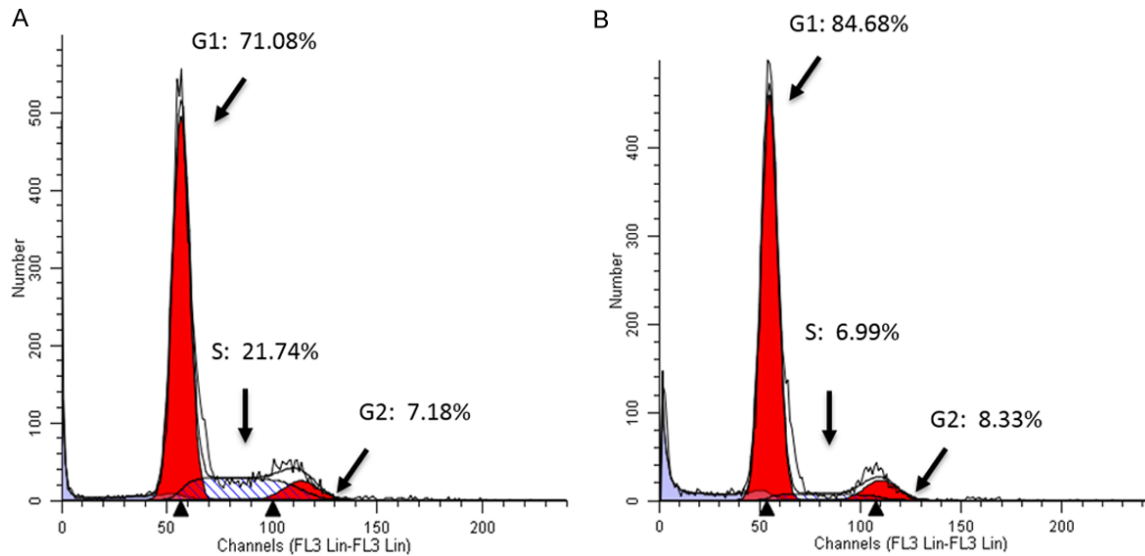 A
G1: 71.08%
500
400
300
200
100
0
Number
S: 21.74%
G2: 7.18%
0 50 100 150 200
Channels (FL3 Lin-FL3 Lin)
B
G1: 84.68%
400
300
200
100
0
Number
S: 6.99%
G2: 8.33%
0 50 100 150 200
Channels (FL3 Lin-FL3 Lin)